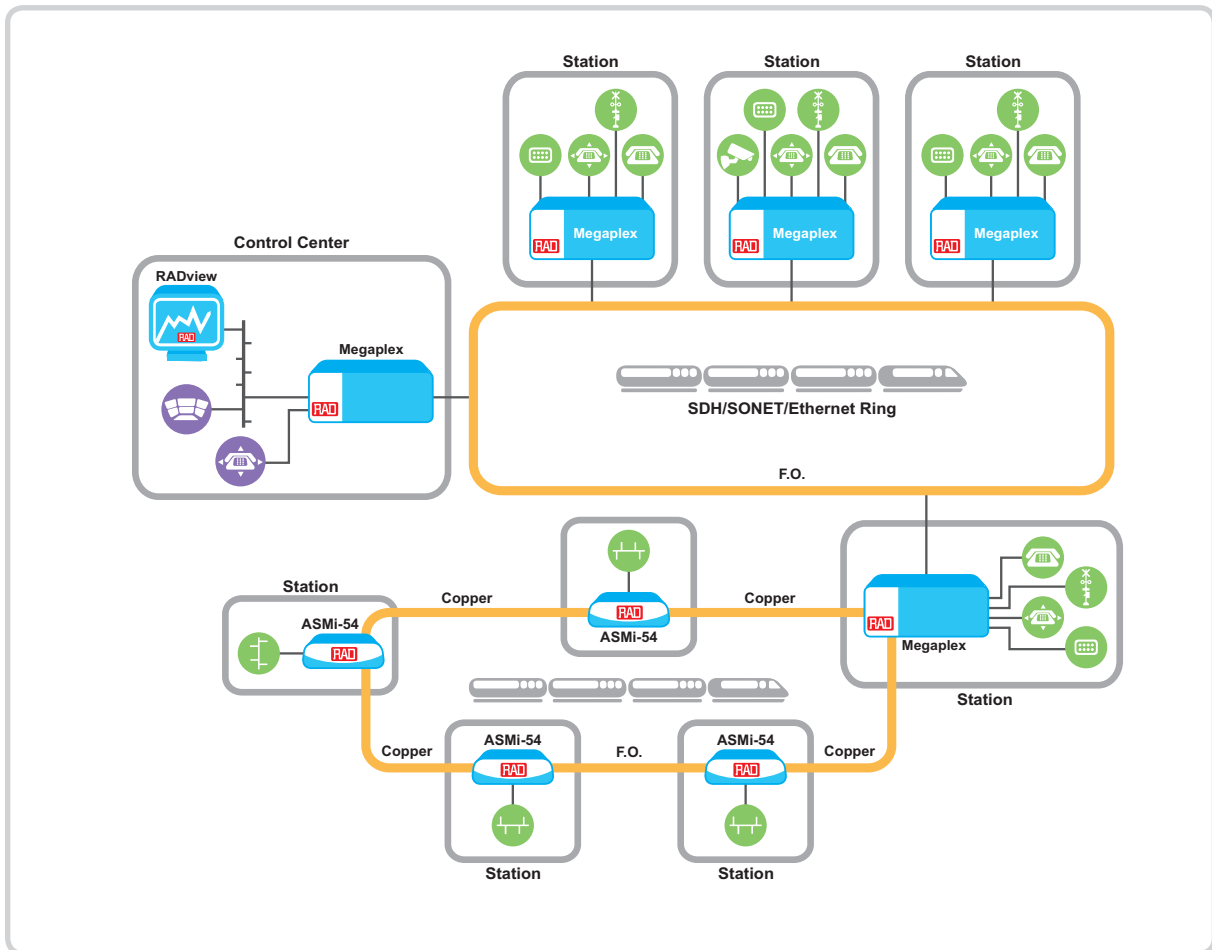 Station
Station
Station
Megaplex
RAD
Megaplex
RAD
Megaplex
RAD
Control Center
RADview
RAD
Megaplex
RAD
SDH/SONET/Ethernet Ring
F.O.
Station
ASMi-54
RAD
Copper
RAD
ASMi-54
Copper
RAD
Megaplex
Station
Copper
ASMi-54
RAD
Station
F.O.
ASMi-54
RAD
Station
Copper